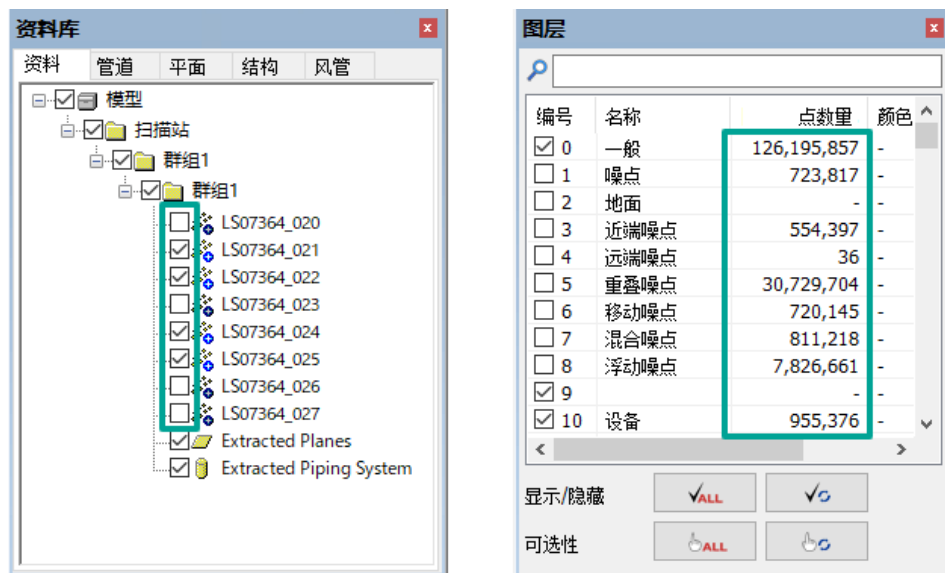 资料库
资料 管道 平面 结构 风管
模型
扫描站
群组1
群组1
LS07364_020
LS07364_021
LS07364_022
LS07364_023
LS07364_024
LS07364_025
LS07364_026
LS07364_027
Extracted Planes
Extracted Piping System
图层
编号 名称 点数量 颜色
0 一般 126,195,857 -
1 噪点 723,817 -
2 地面 - -
3 近端噪点 554,397 -
4 远端噪点 36 -
5 重叠噪点 30,729,704 -
6 移动噪点 720,145 -
7 混合噪点 811,218 -
8 浮动噪点 7,826,661 -
9 - -
10 设备 955,376 -
显示/隐藏 ALL
可选性 ALL